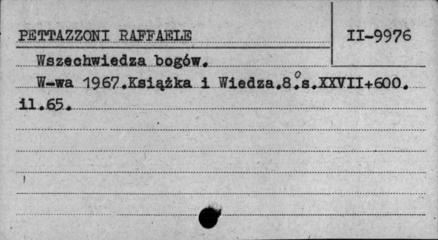 PETTAZZONI RAFFAELE II-9976
Wszechwiedza bogów.
W-wa 1967.Książka i Wiedza.8°.s.XXVII+600.
il.65.